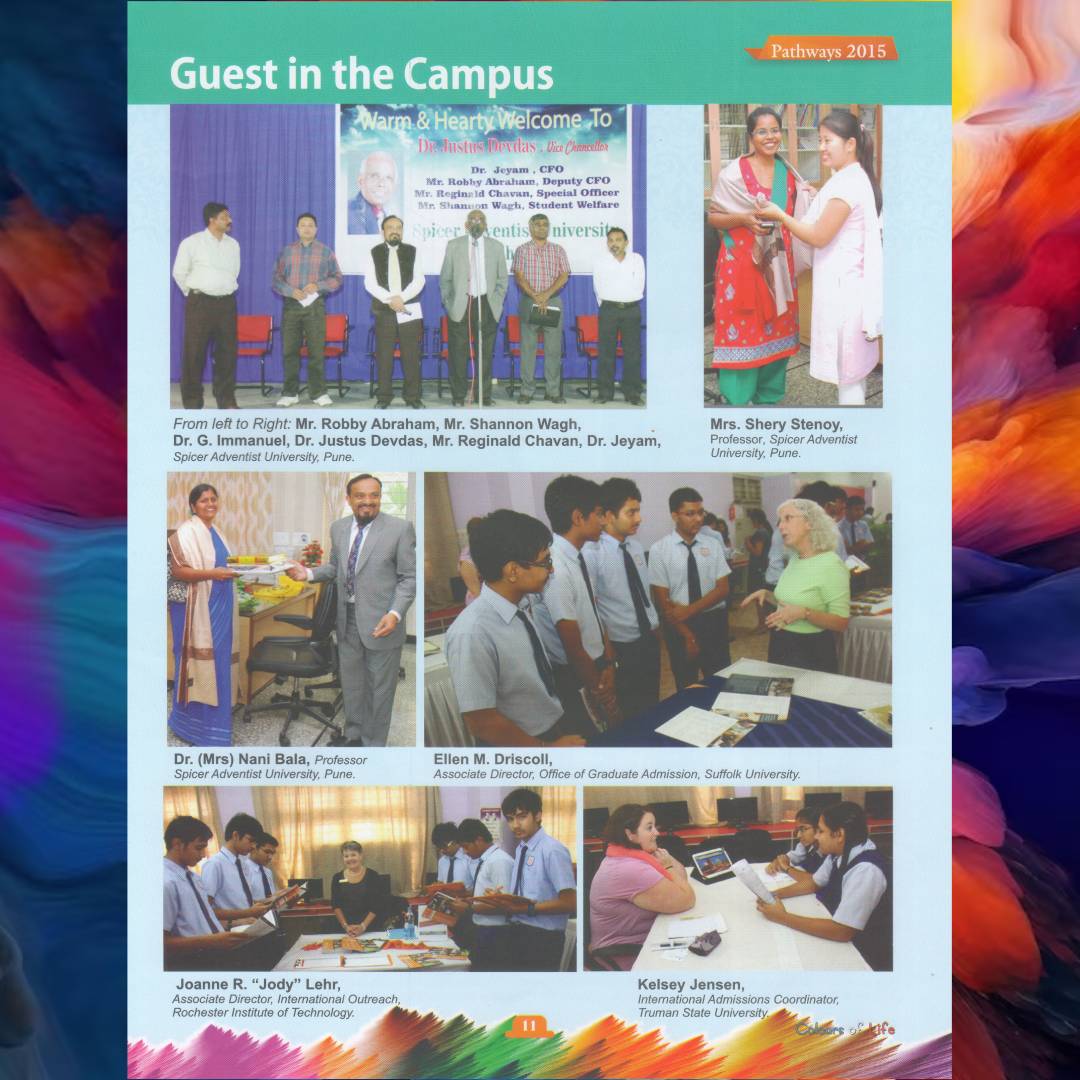 Pathways 2015
Guest in the Campus
Warm & Hearty Welcome To
Dr. Justus Devdas , Vice Chancellor
Dr. Jeyam , CFO
Mr. Robby Abraham, Deputy CFO
Mr. Reginald Chavan, Special Officer
Mr. Shannon Wagh, Student Welfare
Spicer
From left to Right: Mr. Robby Abraham, Mr. Shannon Wagh,
Dr. G. Immanuel, Dr. Justus Devdas, Mr. Reginald Chavan, Dr. Jeyam,
Spicer Adventist University, Pune.
Mrs. Shery Stenoy,
Professor, Spicer Adventist
University, Pune.
Dr. (Mrs) Nani Bala, Professor
Spicer Adventist University, Pune.
Ellen M. Driscoll,
Associate Director, Office of Graduate Admission, Suffolk University.
Joanne R. “Jody” Lehr,
Associate Director, International Outreach,
Rochester Institute of Technology.
Kelsey Jensen,
International Admissions Coordinator,
Truman State University.
11
Colours of Life